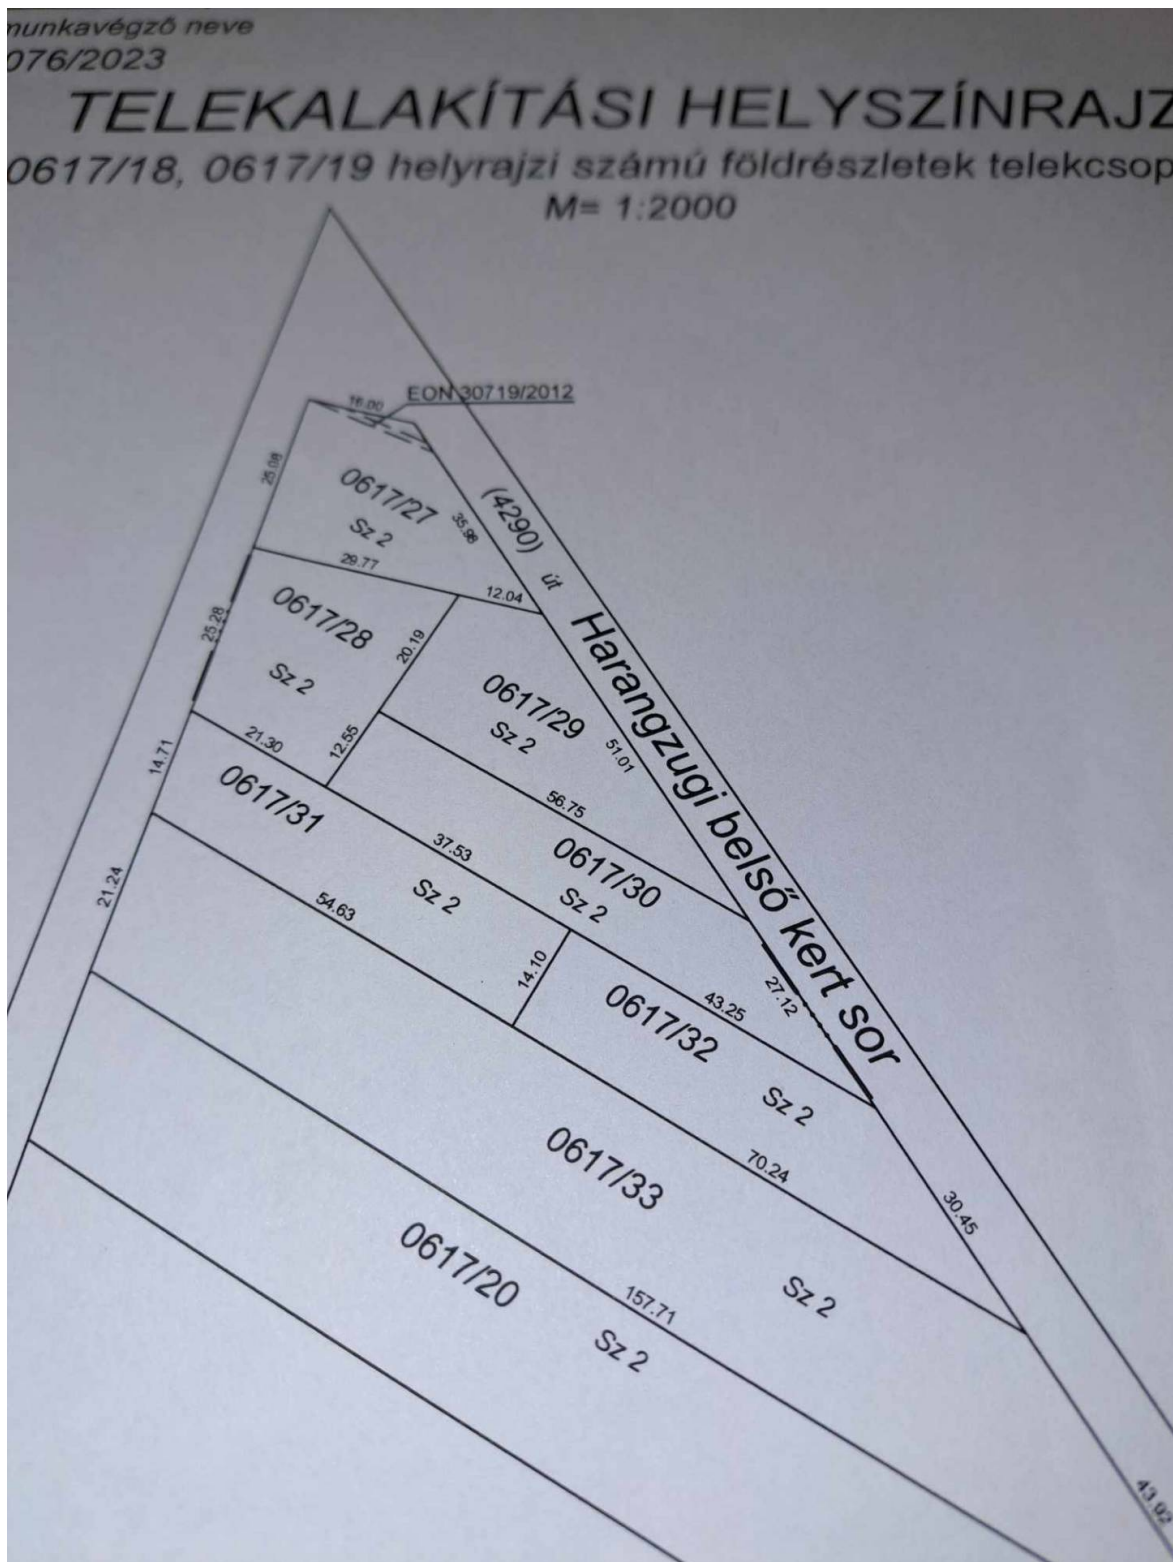 munkavégző neve
076/2023
TELEKALAKÍTÁSI HELYSZÍNRAJZ
0617/18, 0617/19 helyrajzi számú földrészletek telekcsop
M= 1:2000
EON 30719/2012
16.00
25.08
0617/27
Sz 2
35.98
(4290) út
29.77
12.04
0617/28
Sz 2
25.28
20.19
Harangzugi belső kert sor
0617/29
Sz 2
51.01
12.55
21.30
14.71
0617/31
Sz 2
56.75
37.53
0617/30
Sz 2
21.24
54.63
14.10
27.12
43.25
0617/32
Sz 2
0617/33
Sz 2
70.24
30.45
0617/20
Sz 2
157.71
43.92